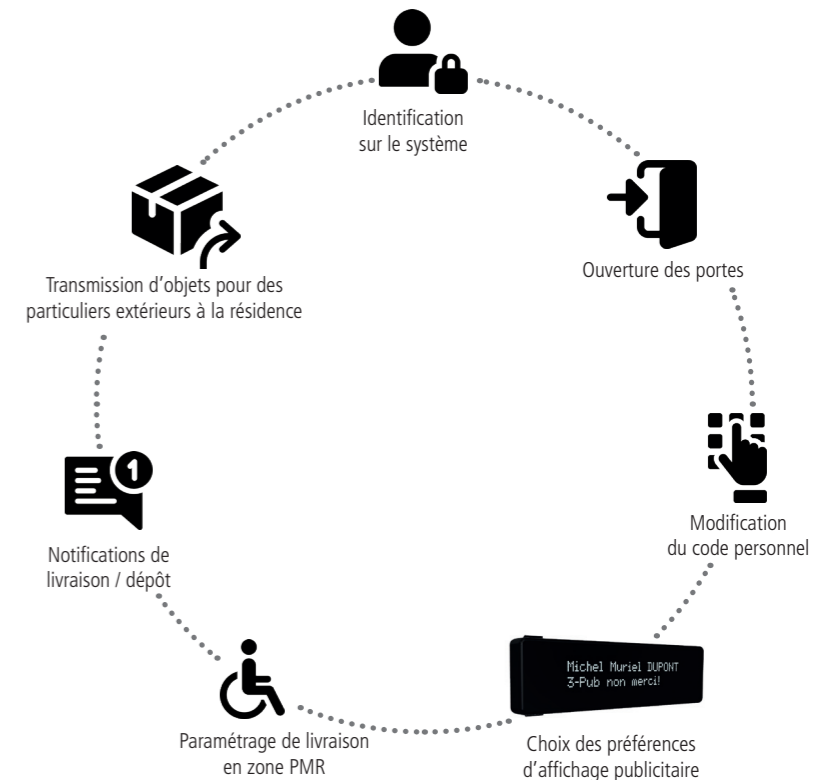 Identification
sur le système
Ouverture des portes
Modification
du code personnel
Michel Muriel DUPONT
3-Pub non merci!
Choix des préférences
d'affichage publicitaire
Paramétrage de livraison
en zone PMR
1
Notifications de
livraison / dépôt
Transmission d'objets pour des
particuliers extérieurs à la résidence